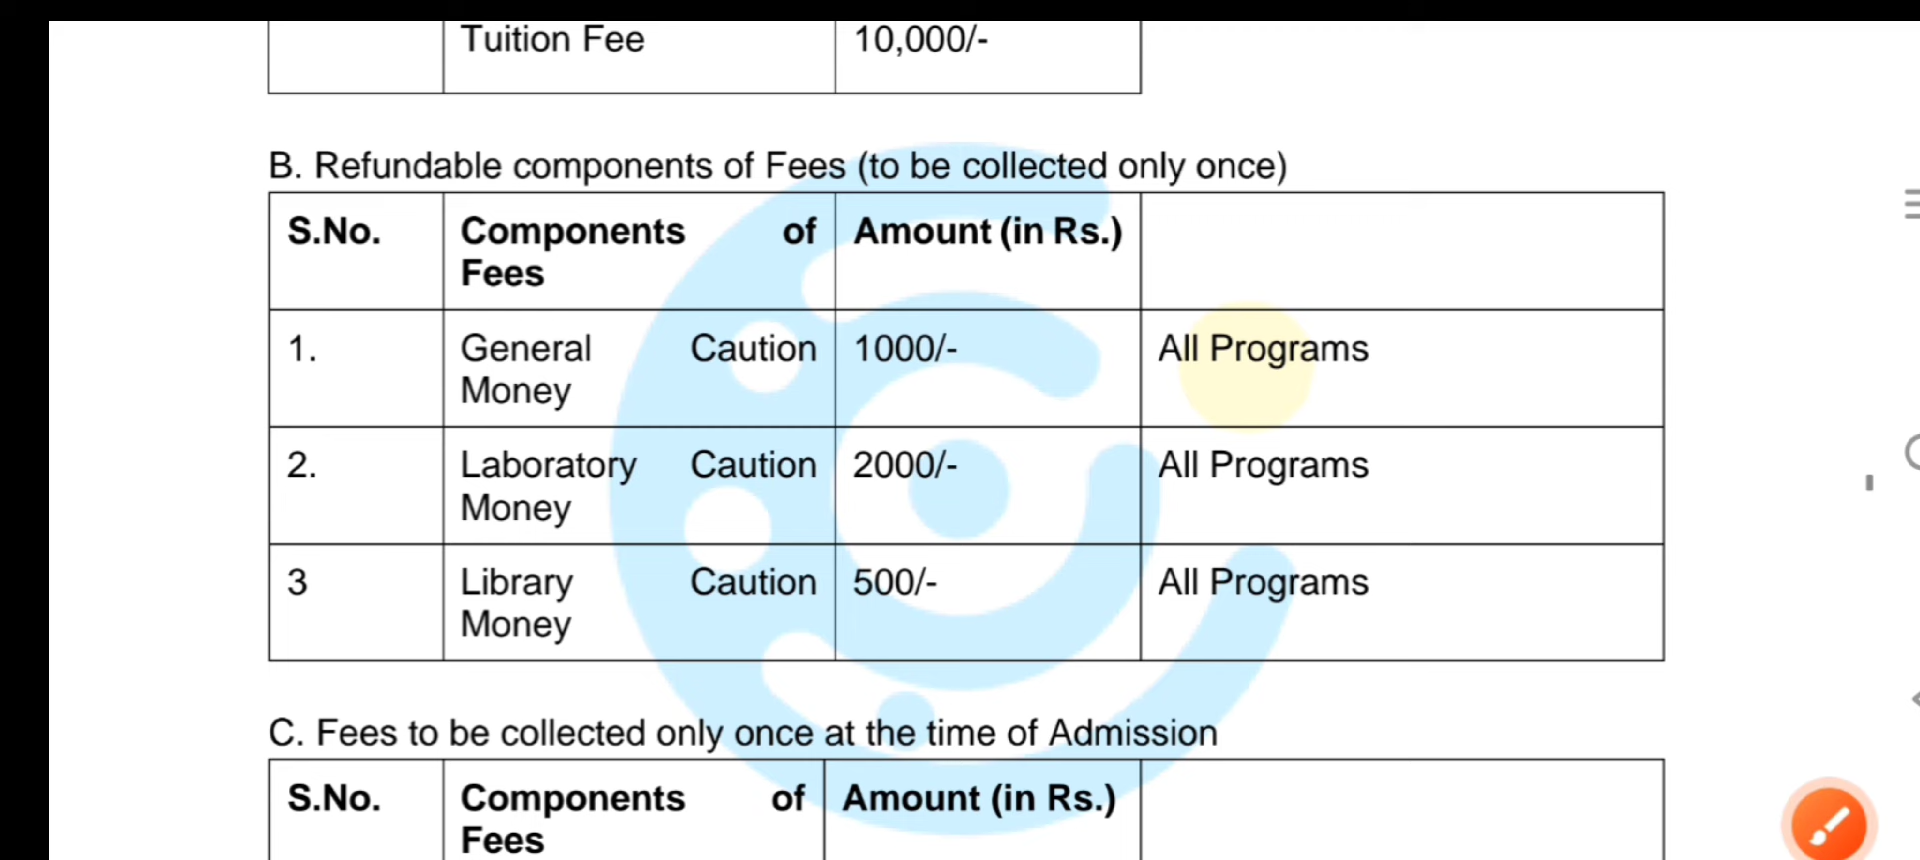 Tuition Fee 10,000/-
B. Refundable components of Fees (to be collected only once)
S.No. Components of Amount (in Rs.)
Fees
1. General Caution 1000/- All Programs
Money
2. Laboratory Caution 2000/- All Programs
Money
3 Library Caution 500/- All Programs
Money
C. Fees to be collected only once at the time of Admission
S.No. Components of Amount (in Rs.)
Fees